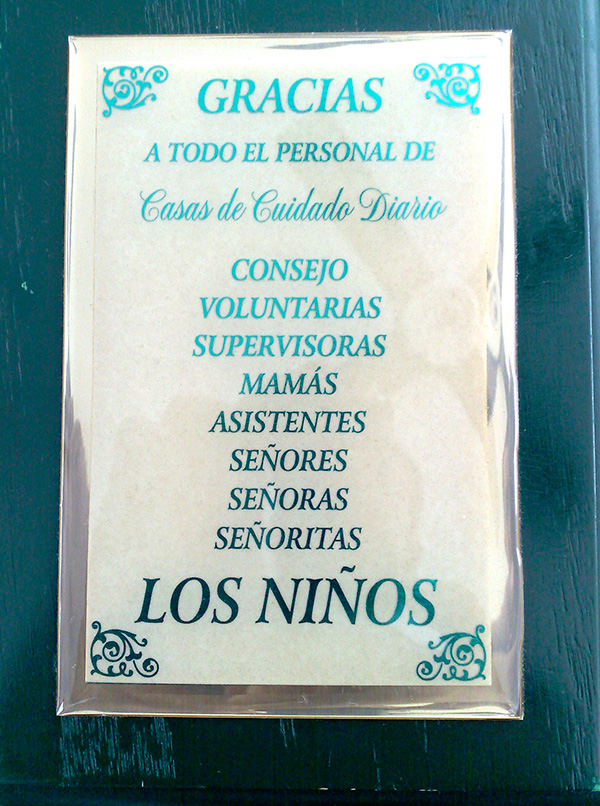 GRACIAS
A TODO EL PERSONAL DE
Casas de Cuidado Diario
CONSEJO
VOLUNTARIAS
SUPERVISORAS
MAMÁS
ASISTENTES
SEÑORES
SEÑORAS
SEÑORITAS
LOS NIÑOS